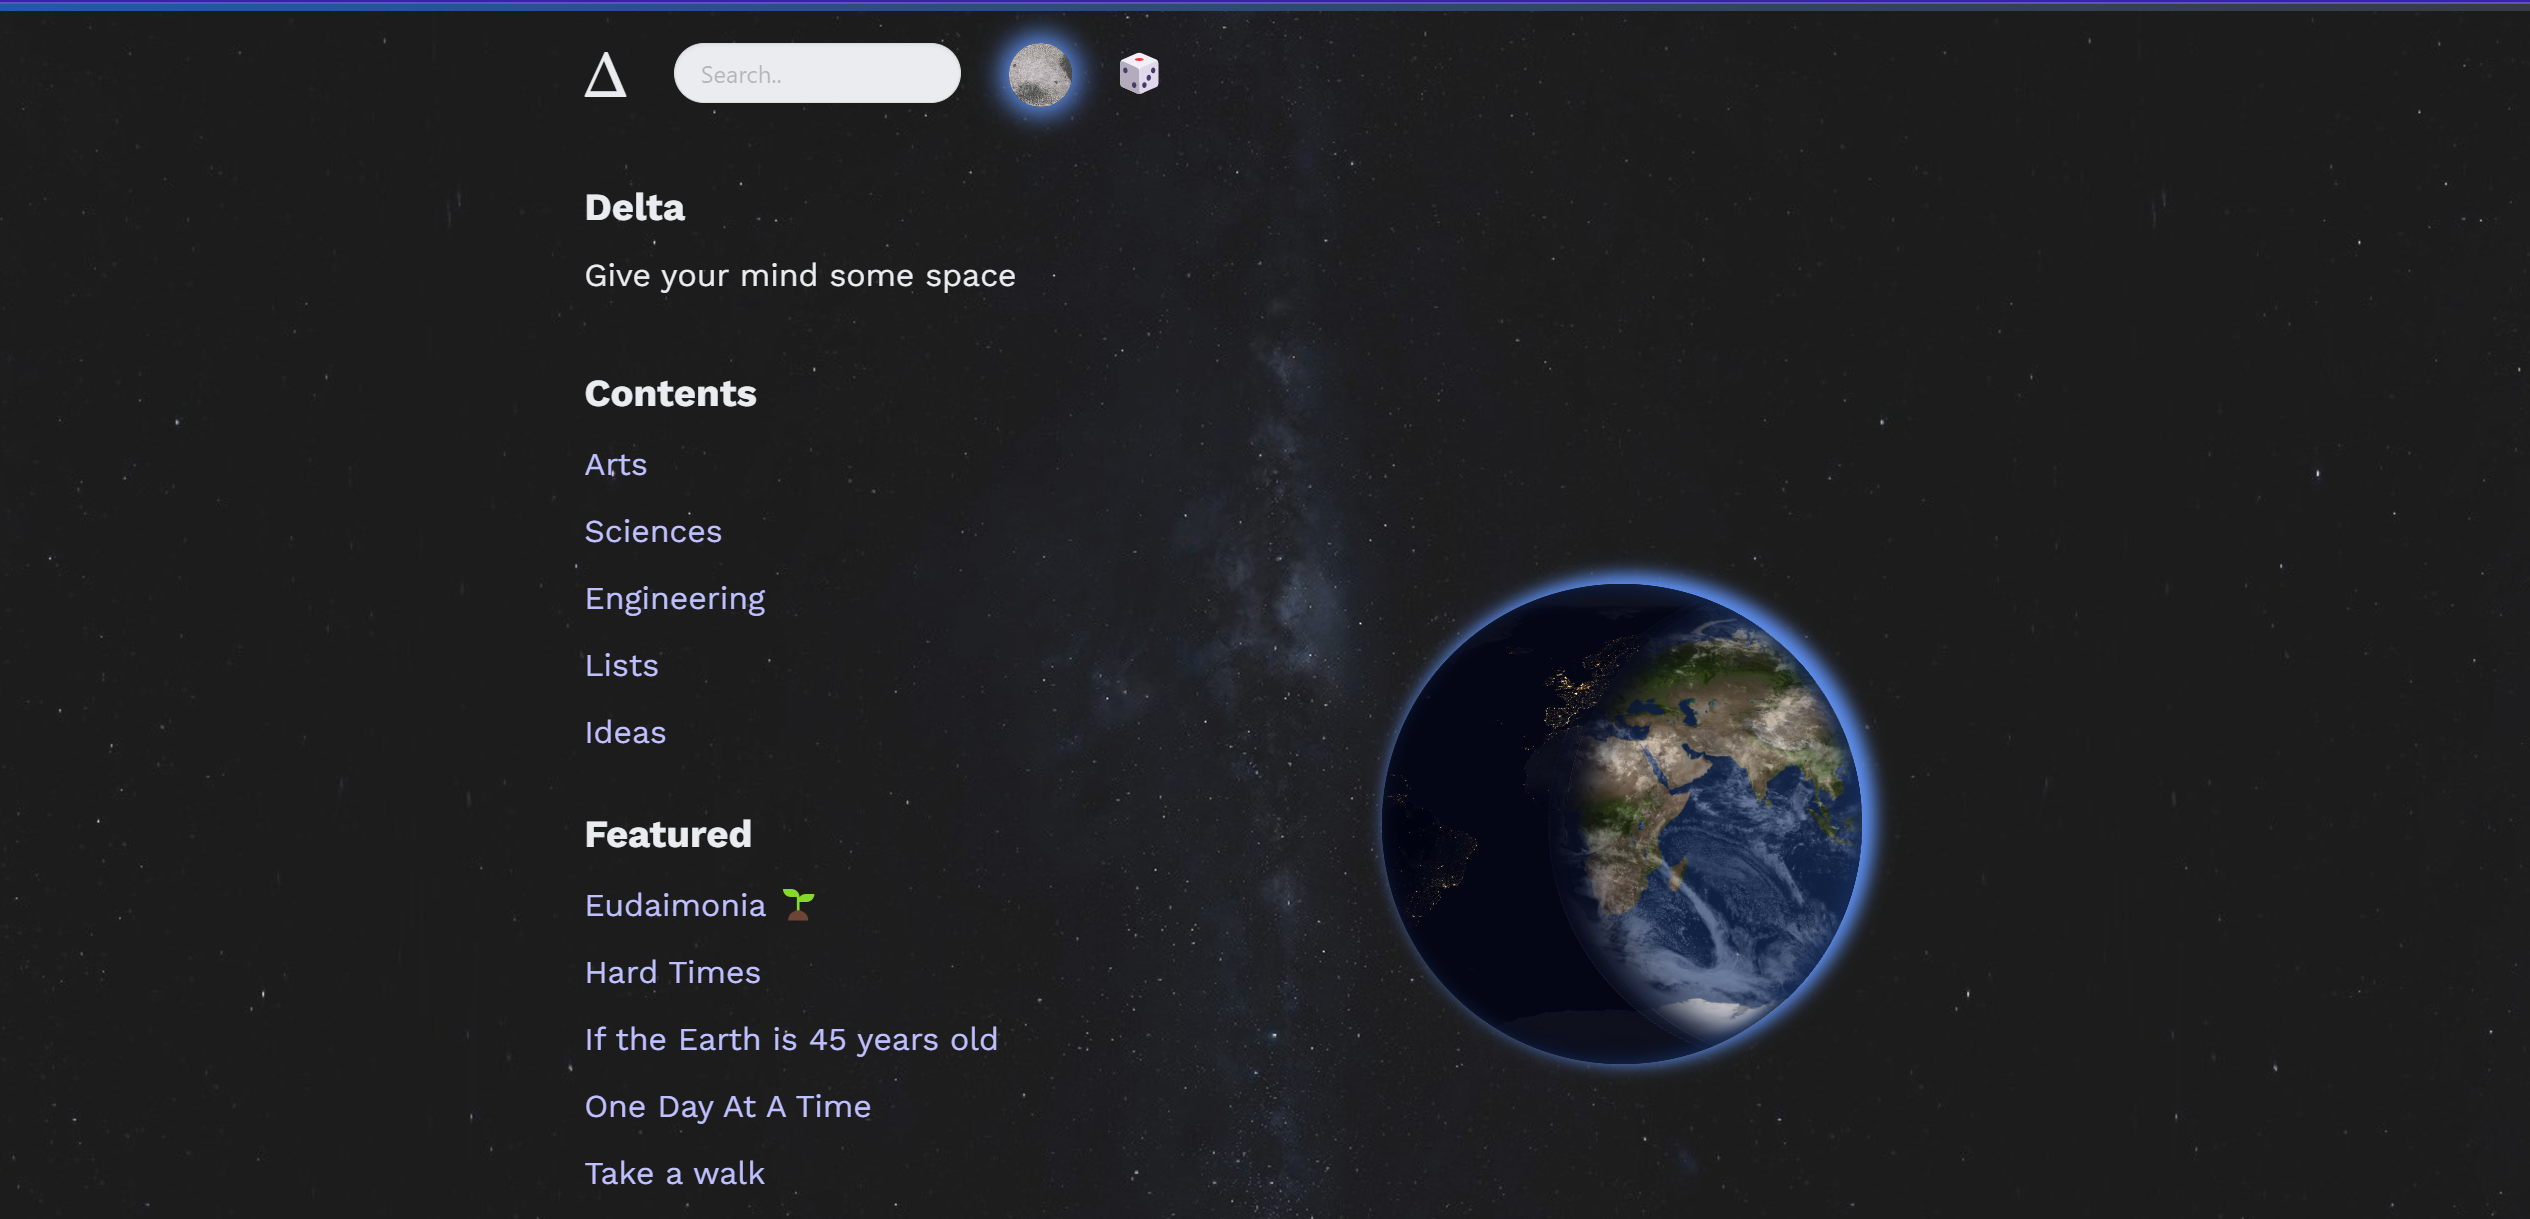 Δ
Search..
Delta
Give your mind some space
Contents
Arts
Sciences
Engineering
Lists
Ideas
Featured
Eudaimonia 🌱
Hard Times
If the Earth is 45 years old
One Day At A Time
Take a walk